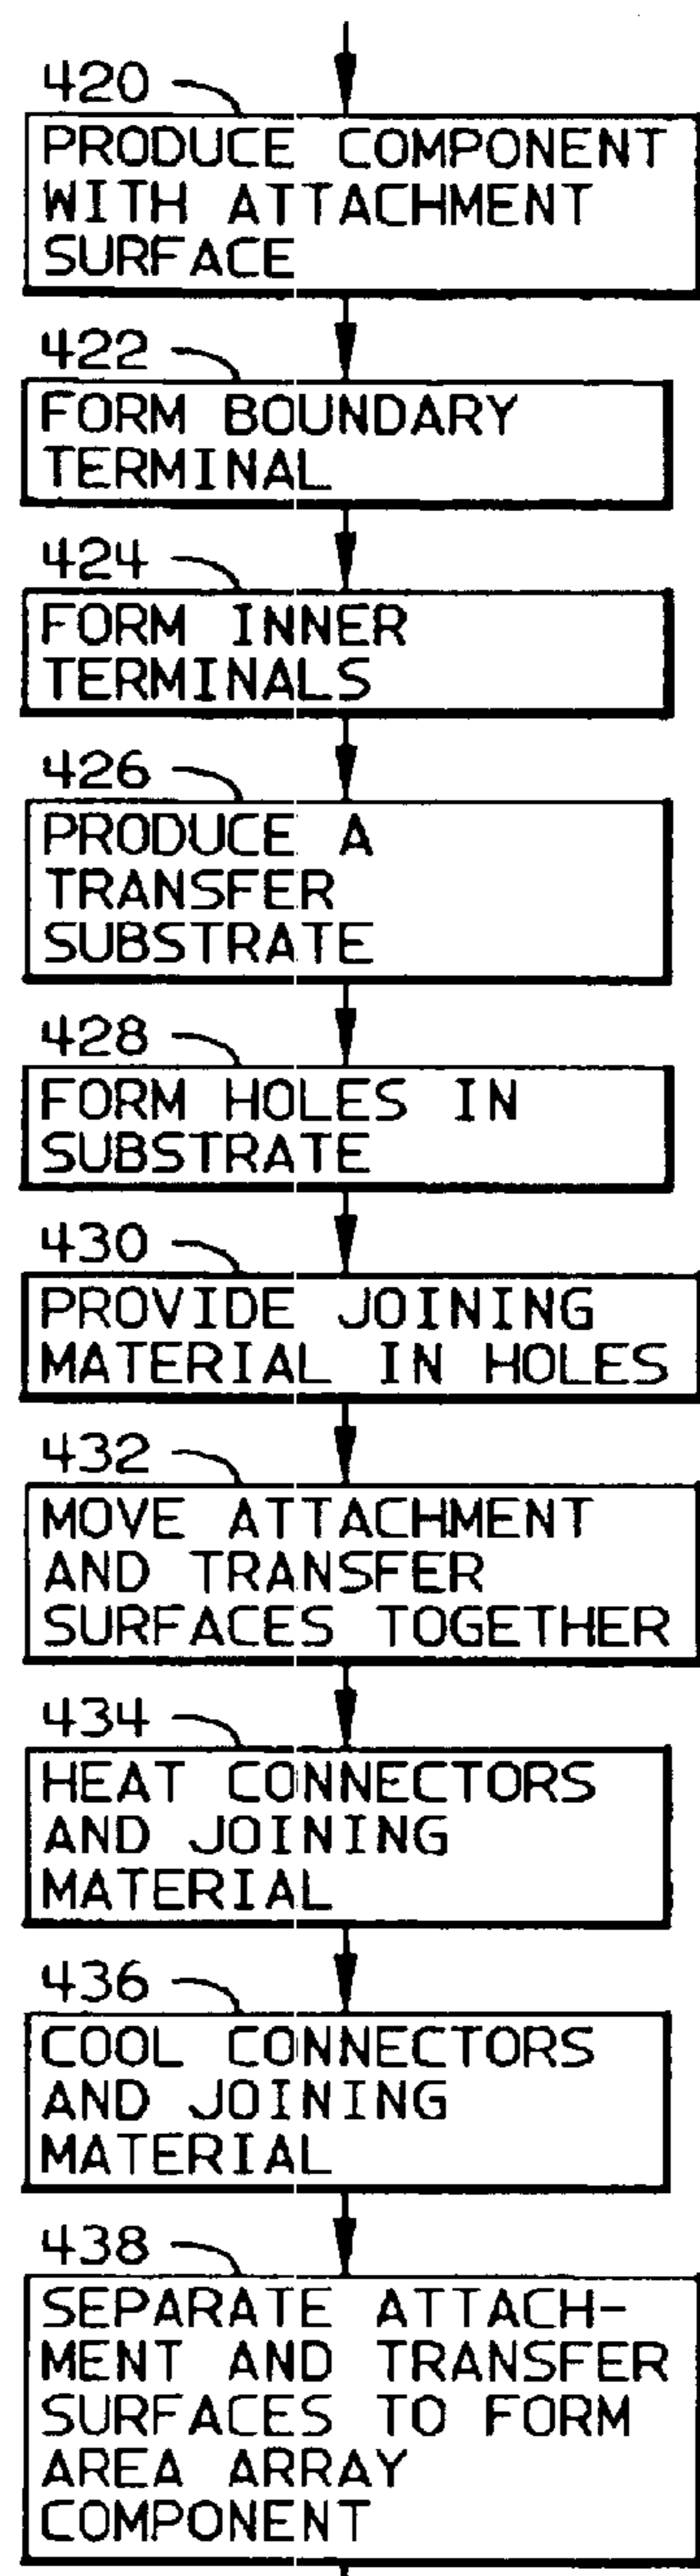 420
PRODUCE COMPONENT
WITH ATTACHMENT
SURFACE
422
FORM BOUNDARY
TERMINAL
424
FORM INNER
TERMINALS
426
PRODUCE A
TRANSFER
SUBSTRATE
428
FORM HOLES IN
SUBSTRATE
430
PROVIDE JOINING
MATERIAL IN HOLES
432
MOVE ATTACHMENT
AND TRANSFER
SURFACES TOGETHER
434
HEAT CONNECTORS
AND JOINING
MATERIAL
436
COOL CONNECTORS
AND JOINING
MATERIAL
438
SEPARATE ATTACH-
MENT AND TRANSFER
SURFACES TO FORM
AREA ARRAY
COMPONENT